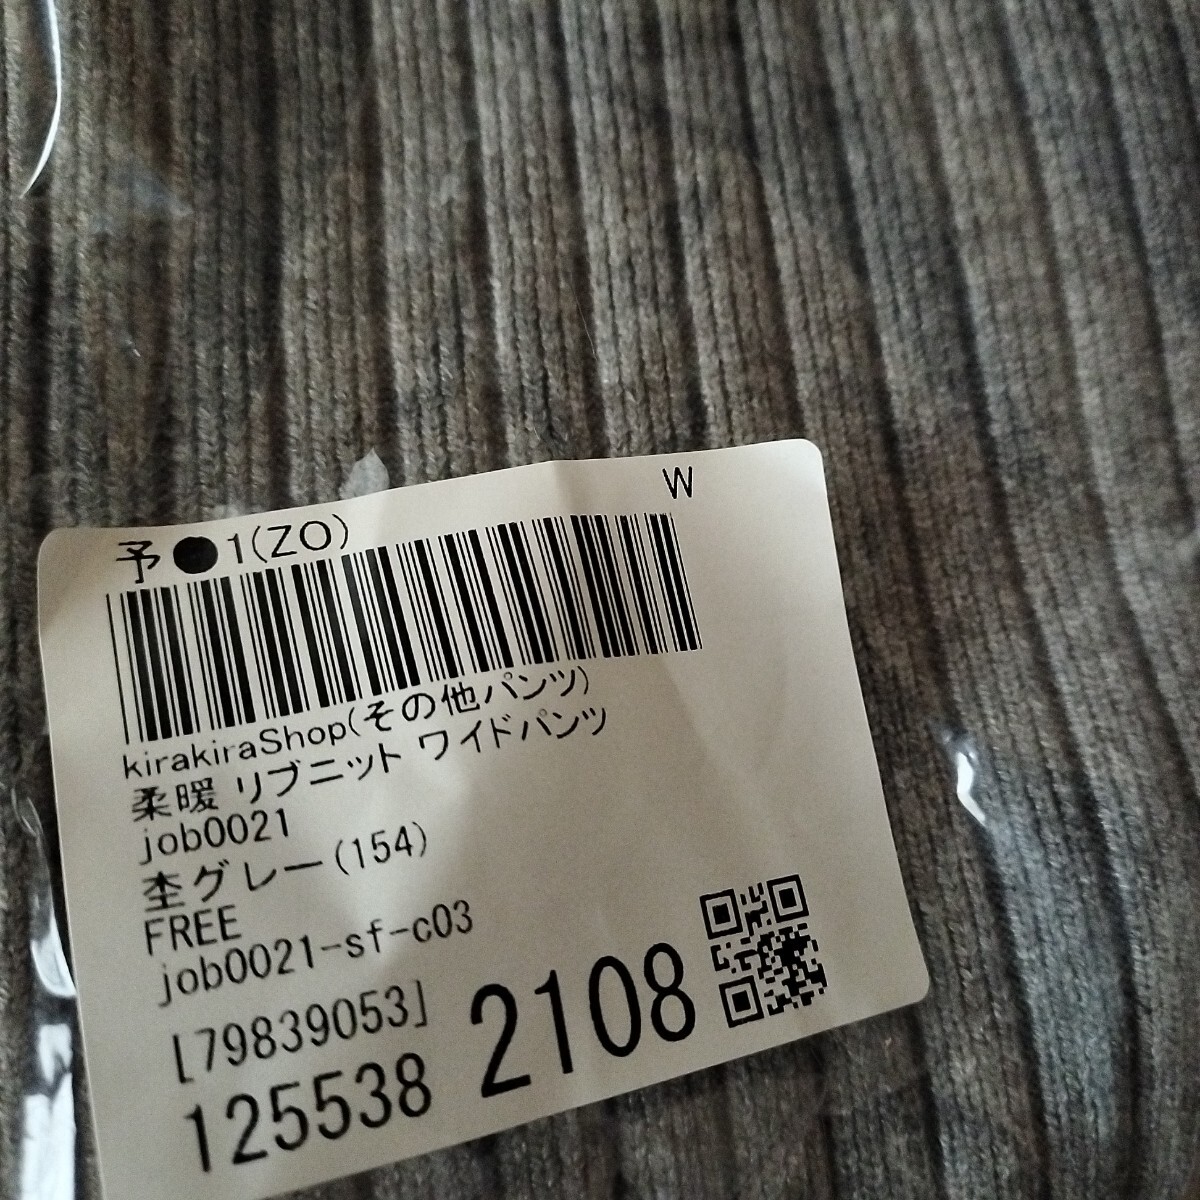 W
予●1(ZO)
kirakiraShop(その他パンツ)
柔暖 リブニット ワイドパンツ
job0021
杢グレー(154)
FREE
job0021-sf-c03
[79839053]
125538 2108